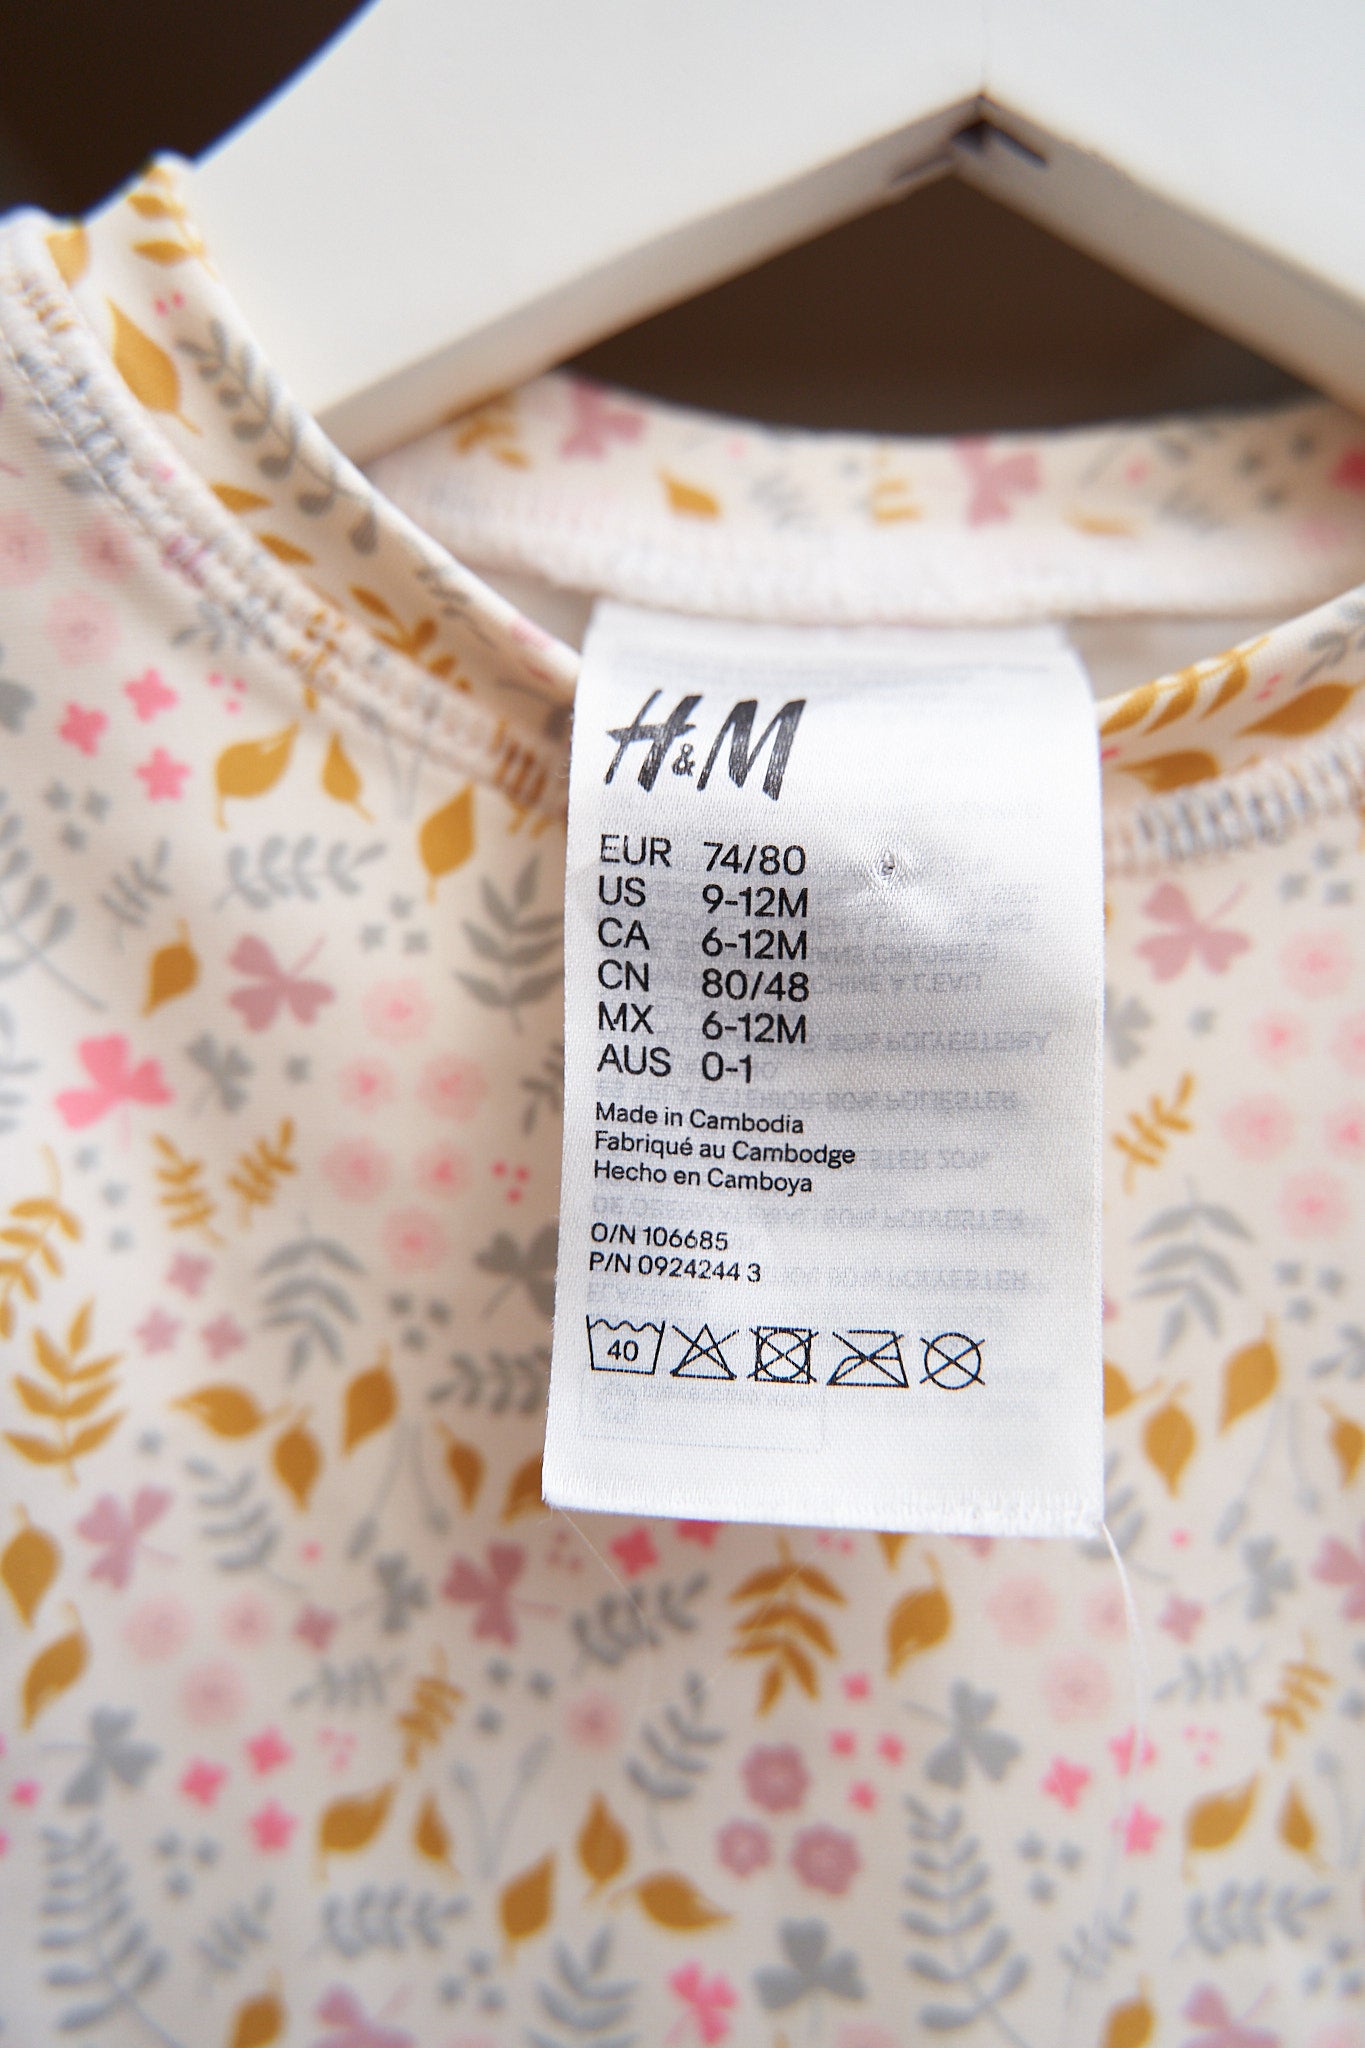 H&M
EUR 74/80
US 9-12M
CA 6-12M
CN 80/48
MX 6-12M
AUS 0-1
Made in Cambodia
Fabriqué au Cambodge
Hecho en Camboya
O/N 106685
P/N 0924244 3
40